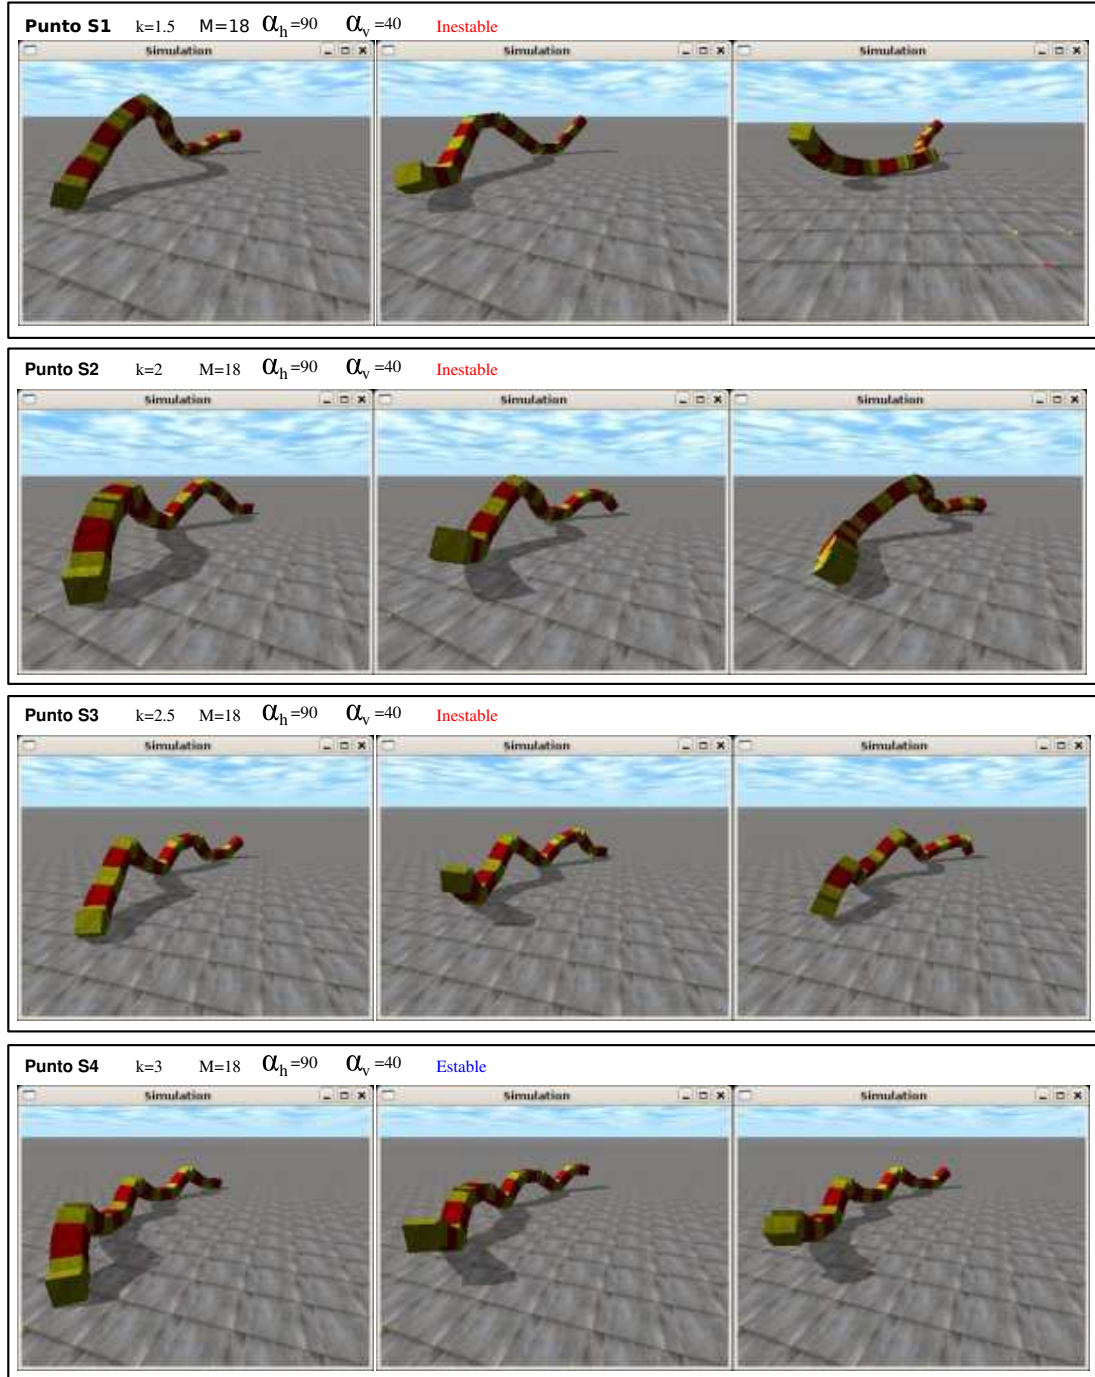 Punto S1 k=1.5 M=18 αh=90 αv=40 Inestable
Simulation Simulation Simulation
Punto S2 k=2 M=18 αh=90 αv=40 Inestable
Simulation Simulation Simulation
Punto S3 k=2.5 M=18 αh=90 αv=40 Inestable
Simulation Simulation Simulation
Punto S4 k=3 M=18 αh=90 αv=40 Estable
Simulation Simulation Simulation